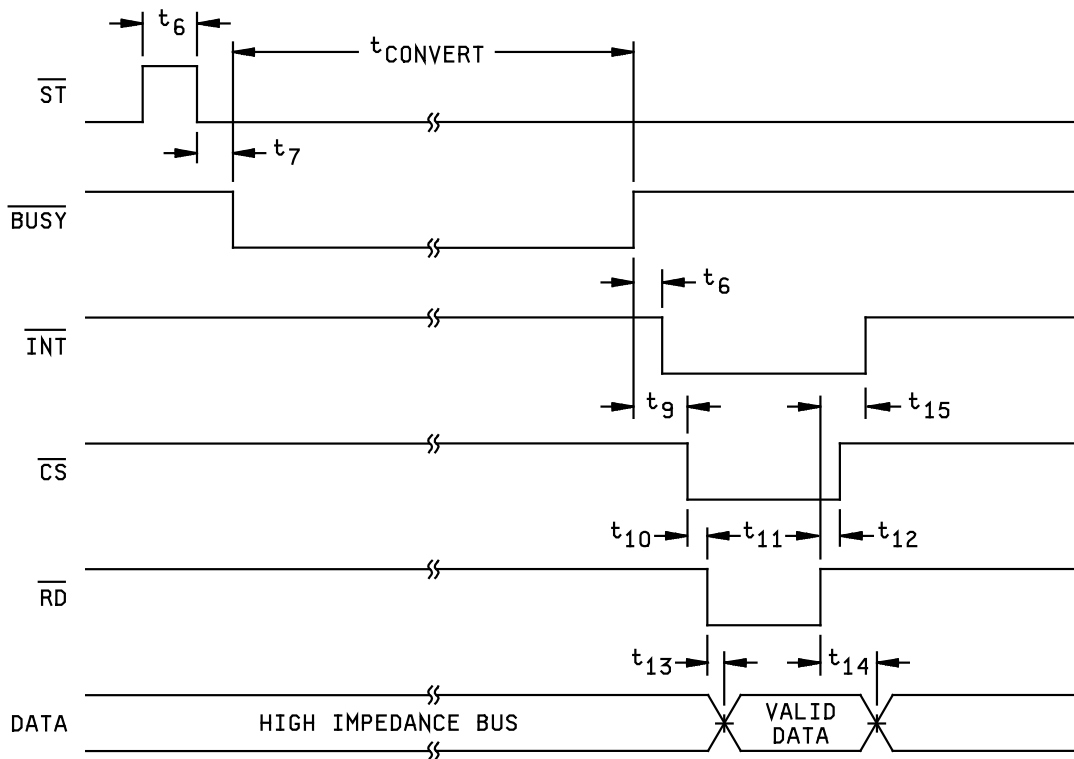 t6
tCONVERT
ST
t7
BUSY
t6
INT
t9
t15
CS
t10
t11
t12
RD
t13
t14
DATA
HIGH IMPEDANCE BUS
VALID
DATA